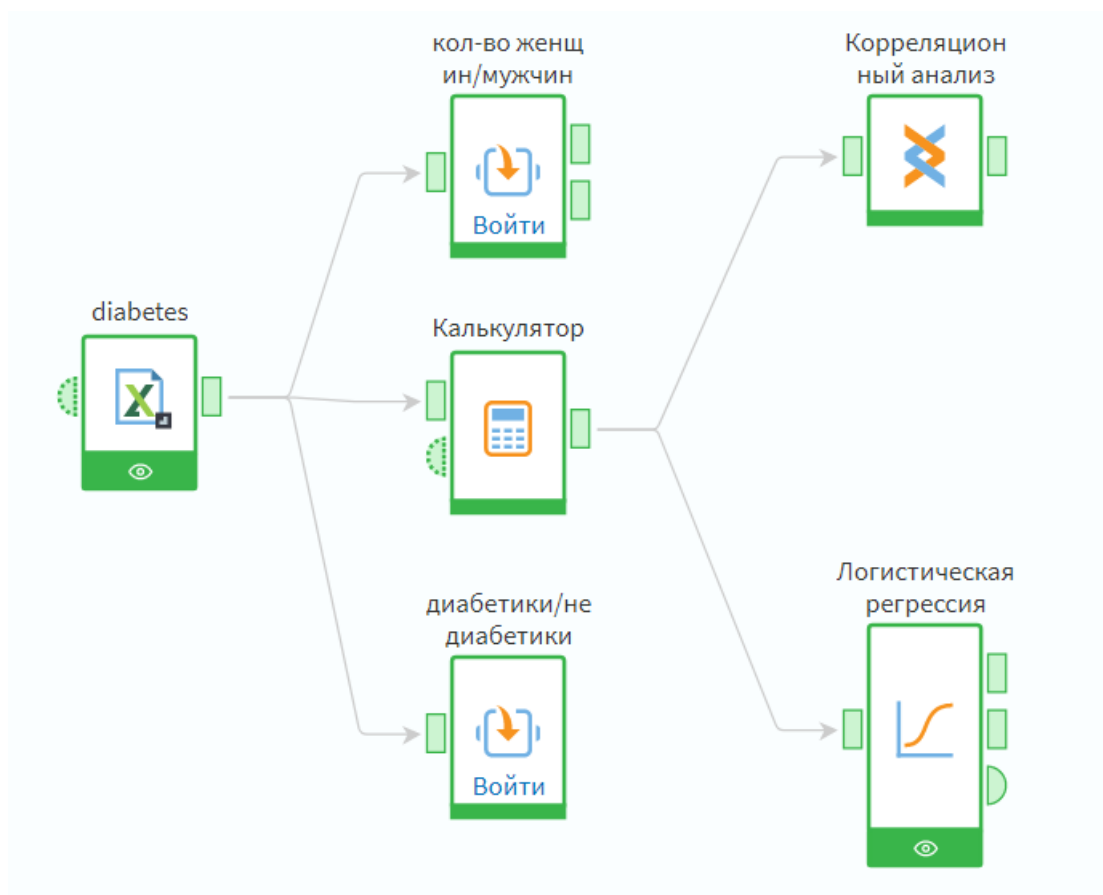 кол-во женщ
ин/мужчин
Войти
Корреляцион
ный анализ
diabetes
Калькулятор
диабетики/не
диабетики
Войти
Логистическая
регрессия